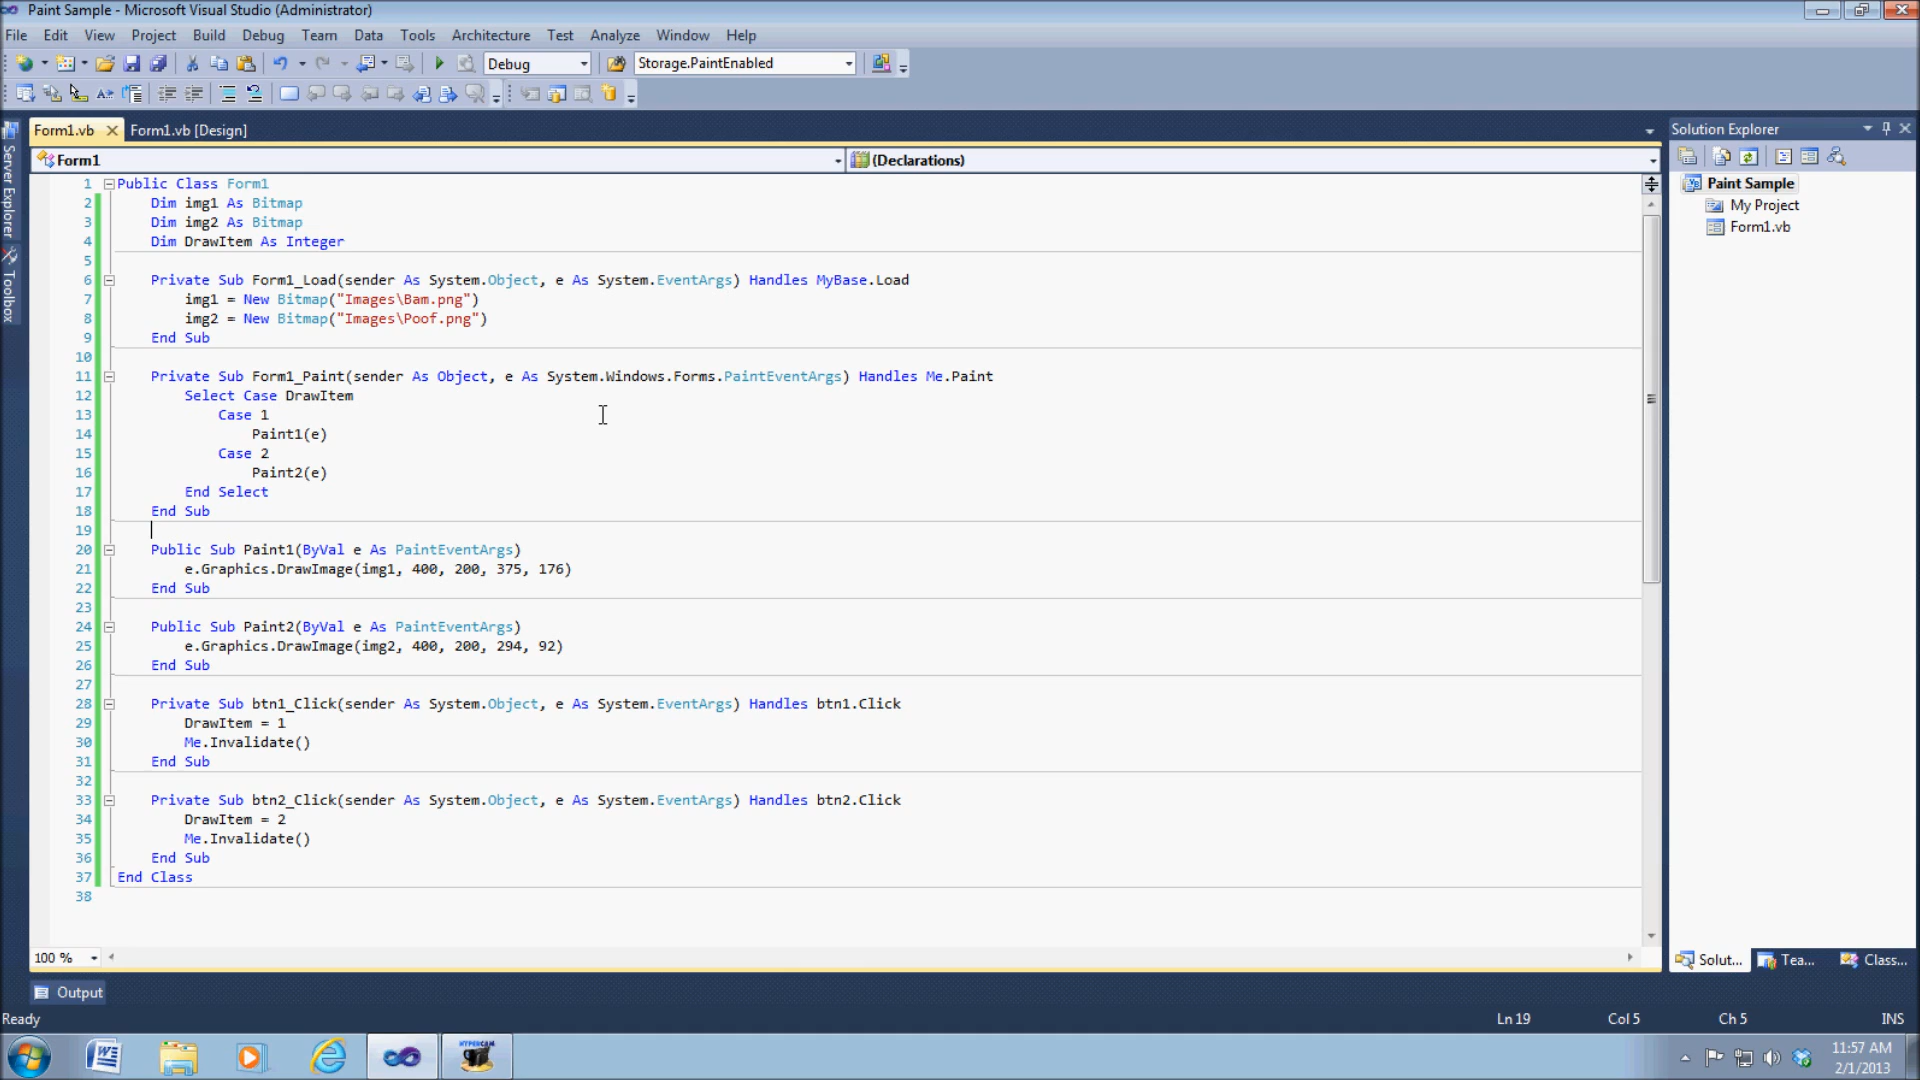 Paint Sample - Microsoft Visual Studio (Administrator)
File Edit View Project Build Debug Team Data Tools Collections Architecture Test Analyze Window Help
Debug Storage.PaintEnabled
Form1.vb Form1.vb [Design]
Solution Explorer
Form1 (Declarations)
Server Explorer
Toolbox
Paint Sample
My Project
Form1.vb
1 Public Class Form1
2     Dim img1 As Bitmap
3     Dim img2 As Bitmap
4     Dim DrawItem As Integer
5
6     Private Sub Form1_Load(sender As System.Object, e As System.EventArgs) Handles MyBase.Load
7         img1 = New Bitmap("Images\Bam.png")
8         img2 = New Bitmap("Images\Poof.png")
9     End Sub
10
11     Private Sub Form1_Paint(sender As Object, e As System.Windows.Forms.PaintEventArgs) Handles Me.Paint
12         Select Case DrawItem
13             Case 1
14                 Paint1(e)
15             Case 2
16                 Paint2(e)
17         End Select
18     End Sub
19
20     Public Sub Paint1(ByVal e As PaintEventArgs)
21         e.Graphics.DrawImage(img1, 400, 200, 375, 176)
22     End Sub
23
24     Public Sub Paint2(ByVal e As PaintEventArgs)
25         e.Graphics.DrawImage(img2, 400, 200, 294, 92)
26     End Sub
27
28     Private Sub btn1_Click(sender As System.Object, e As System.EventArgs) Handles btn1.Click
29         DrawItem = 1
30         Me.Invalidate()
31     End Sub
32
33     Private Sub btn2_Click(sender As System.Object, e As System.EventArgs) Handles btn2.Click
34         DrawItem = 2
35         Me.Invalidate()
36     End Sub
37 End Class
38
100 %
Solut... Tea... Class...
Output
Ready Ln 19 Col 5 Ch 5 INS
HYPERCAM
11:57 AM
2/1/2013